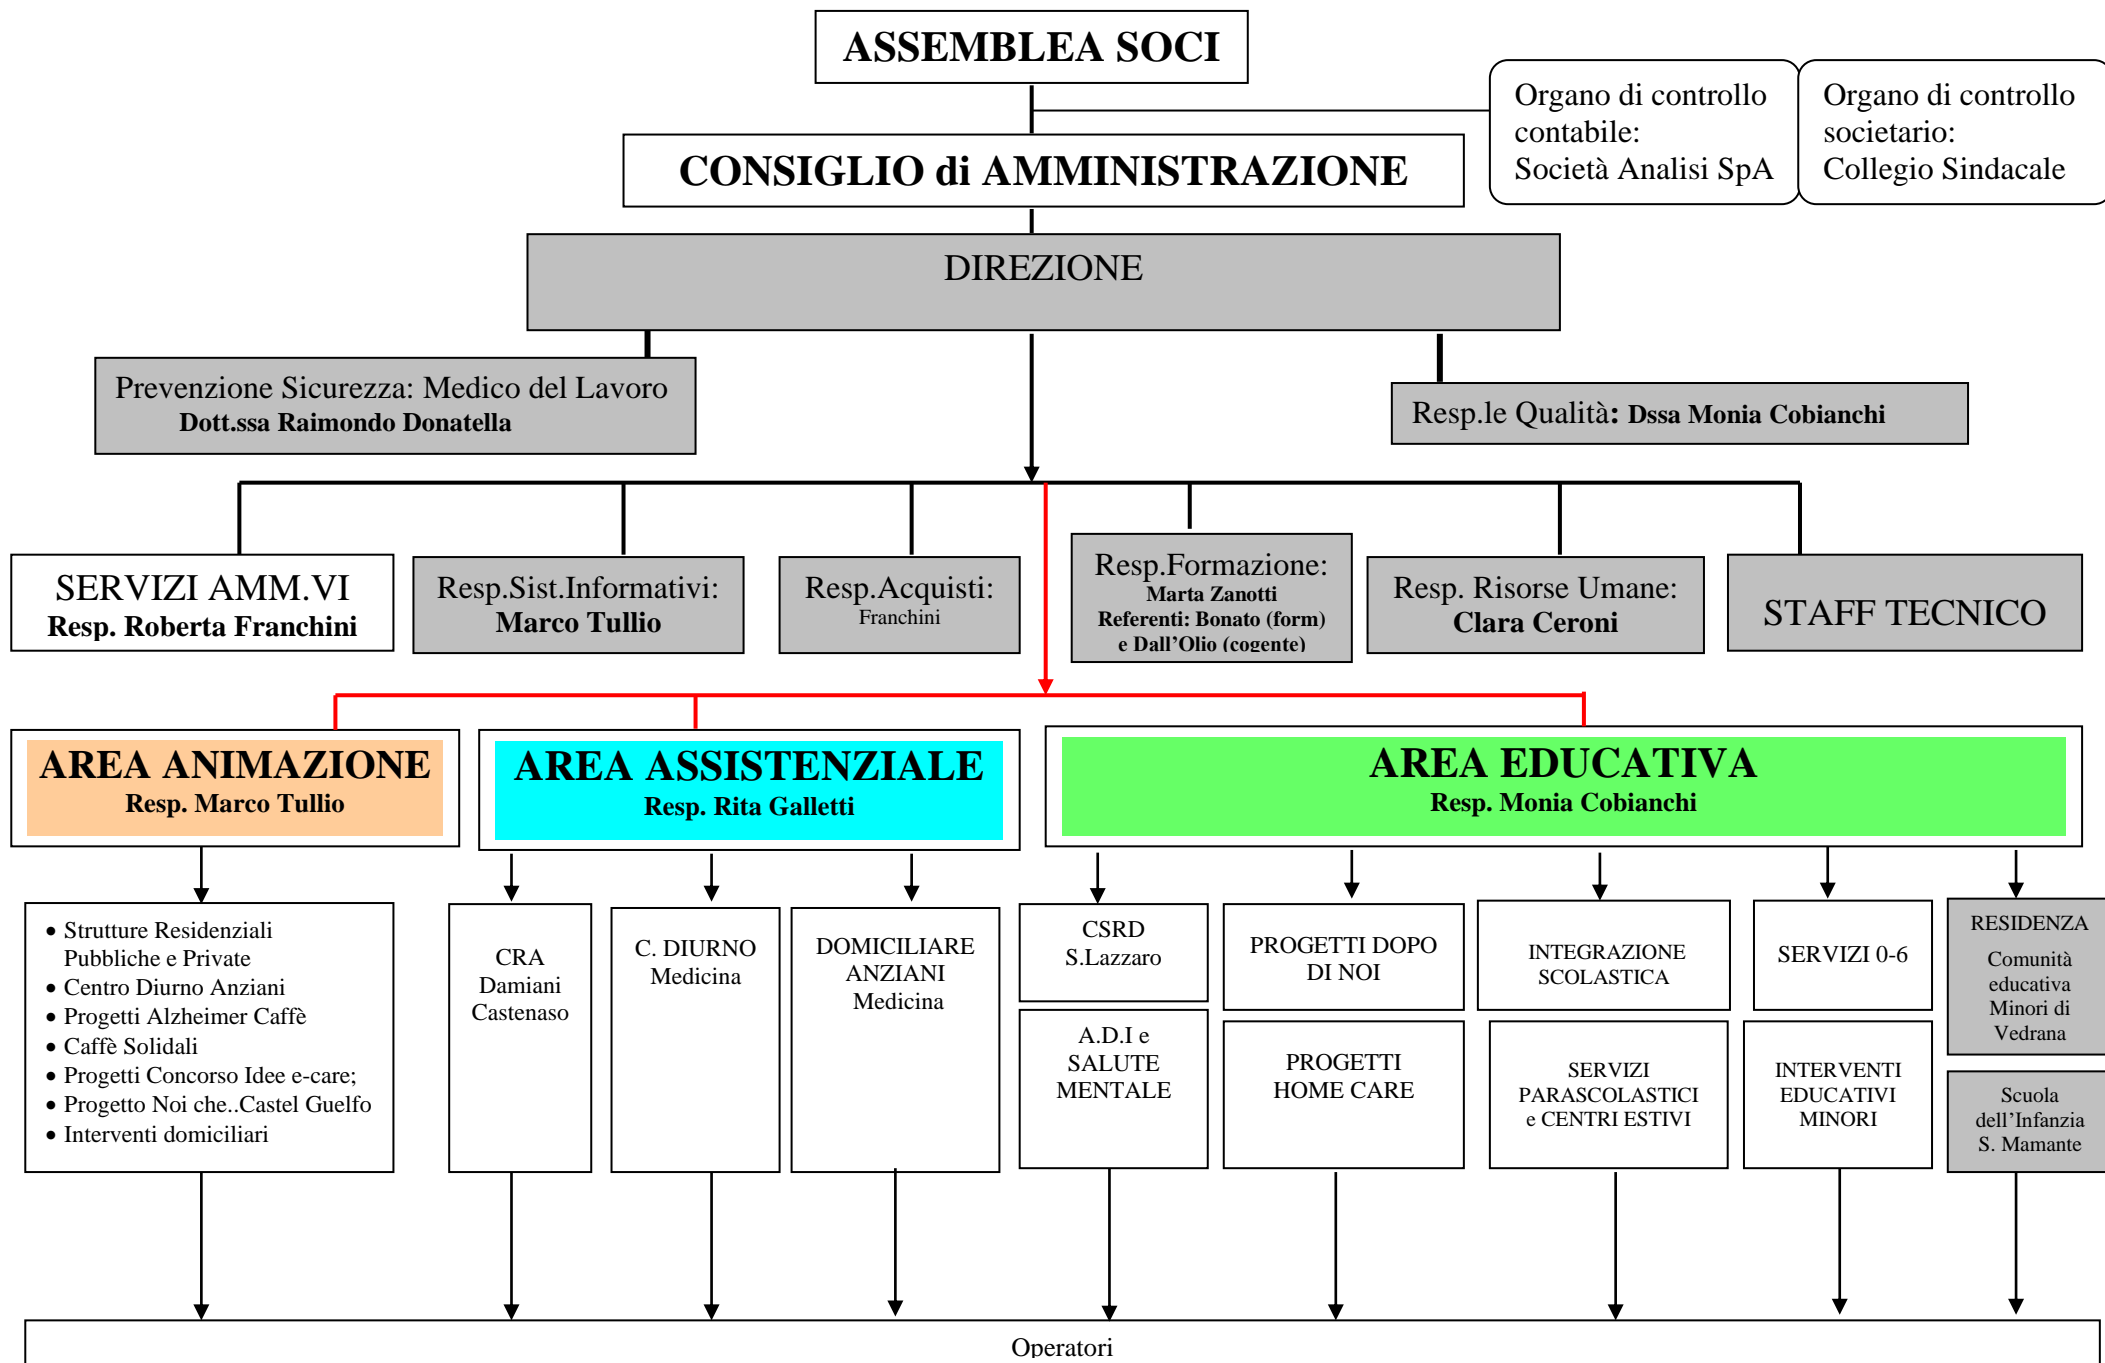 ASSEMBLEA SOCI
Organo di controllo
contabile:
Società Analisi SpA
Organo di controllo
societario:
Collegio Sindacale
CONSIGLIO di AMMINISTRAZIONE
DIREZIONE
Prevenzione Sicurezza: Medico del Lavoro
Dott.ssa Raimondo Donatella
Resp.le Qualità: Dssa Monia Cobianchi
SERVIZI AMM.VI
Resp. Roberta Franchini
Resp.Sist.Informativi:
Marco Tullio
Resp.Acquisti:
Franchini
Resp.Formazione:
Marta Zanotti
Referenti: Bonato (form)
e Dall’Olio (cogente)
Resp. Risorse Umane:
Clara Ceroni
STAFF TECNICO
AREA ANIMAZIONE
Resp. Marco Tullio
AREA ASSISTENZIALE
Resp. Rita Galletti
AREA EDUCATIVA
Resp. Monia Cobianchi
• Strutture Residenziali
Pubbliche e Private
• Centro Diurno Anziani
• Progetti Alzheimer Caffè
• Caffè Solidali
• Progetti Concorso Idee e-care;
• Progetto Noi che..Castel Guelfo
• Interventi domiciliari
CRA
Damiani
Castenaso
C. DIURNO
Medicina
DOMICILIARE
ANZIANI
Medicina
CSRD
S.Lazzaro
A.D.I e
SALUTE
MENTALE
PROGETTI DOPO
DI NOI
PROGETTI
HOME CARE
INTEGRAZIONE
SCOLASTICA
SERVIZI
PARASCOLASTICI
e CENTRI ESTIVI
SERVIZI 0-6
INTERVENTI
EDUCATIVI
MINORI
RESIDENZA
Comunità
educativa
Minori di
Vedrana
Scuola
dell’Infanzia
S. Mamante
Operatori